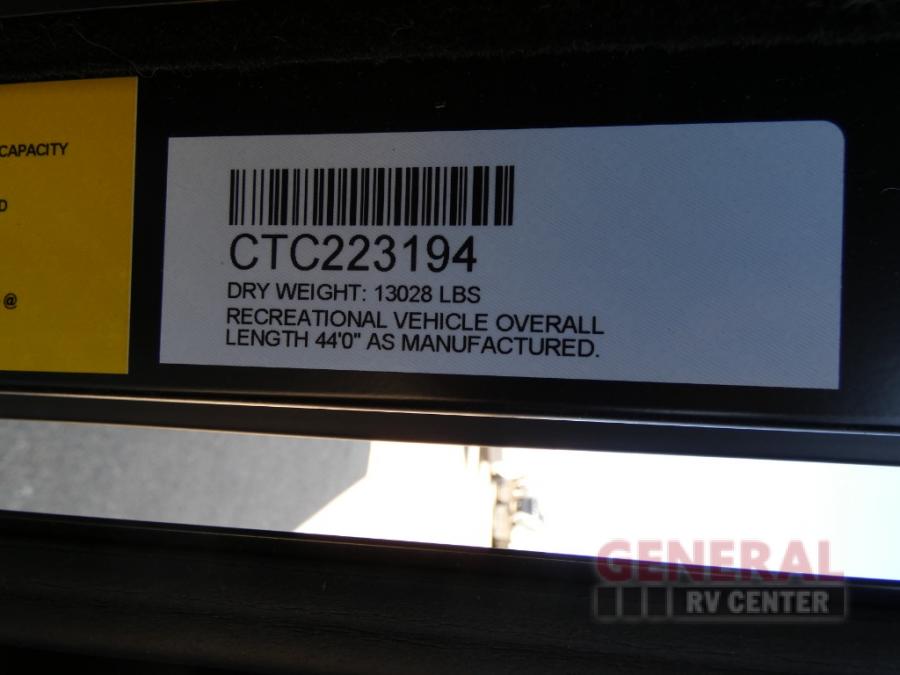 CAPACITY
D
@
CTC223194
DRY WEIGHT: 13028 LBS
RECREATIONAL VEHICLE OVERALL
LENGTH 44'0" AS MANUFACTURED.
GENERAL
RV CENTER